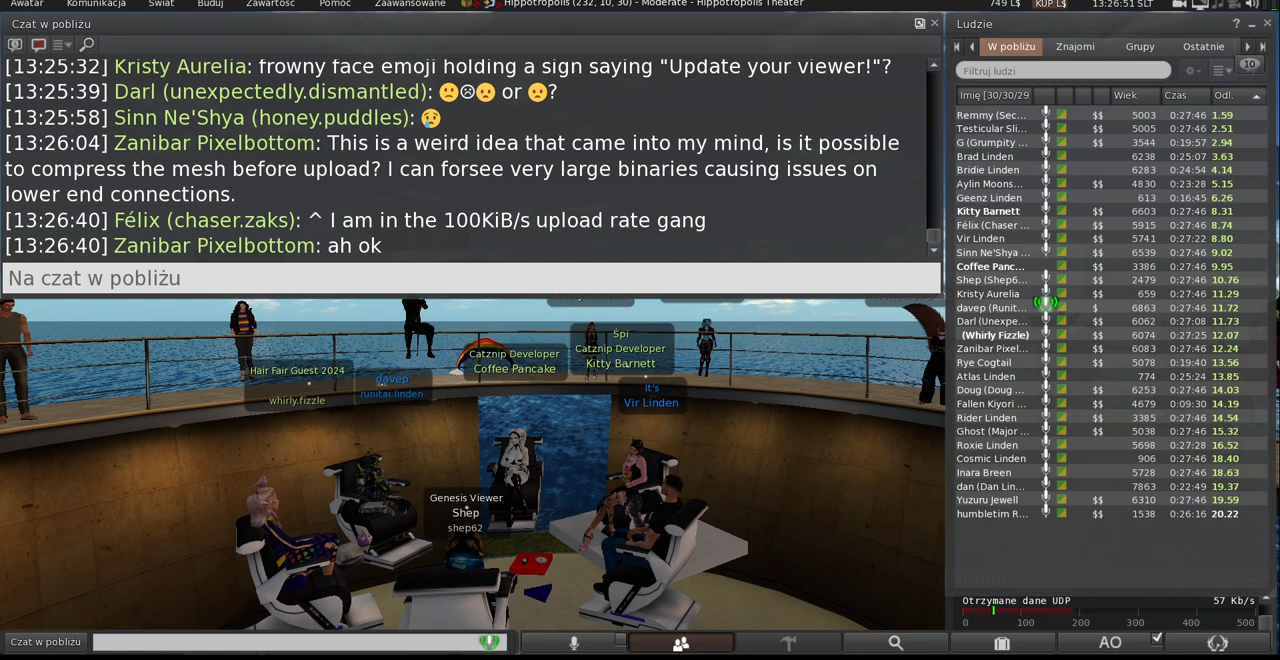 Awatar Komunikacja Świat Buduj Zawartość Pomoc Zaawansowane Hippotropolis (232, 10, 30) - Moderate - Hippotropolis Theater 749 L$ KUP L$ 13:26:51 SLT
Czat w pobliżu
[13:25:32] Kristy Aurelia: frowny face emoji holding a sign saying "Update your viewer!"?
[13:25:39] Darl (unexpectedly.dismantled): 🙁☹😟 or 😟?
[13:25:58] Sinn Ne'Shya (honey.puddles): 😢
[13:26:04] Zanibar Pixelbottom: This is a weird idea that came into my mind, is it possible
to compress the mesh before upload? I can forsee very large binaries causing issues on
lower end connections.
[13:26:40] Félix (chaser.zaks): ^ I am in the 100KiB/s upload rate gang
[13:26:40] Zanibar Pixelbottom: ah ok
Na czat w pobliżu
Hair Fair Guest 2024
whirly.fizzle
davep
runitai.linden
Catznip Developer
Coffee Pancake
Śpi
Catznip Developer
Kitty Barnett
It's
Vir Linden
Genesis Viewer
Shep
shep62
Czat w pobliżu
Ludzie
W pobliżu Znajomi Grupy Ostatnie
Filtruj ludzi
10
Imię [30/30/29 Wiek Czas Odl.
Remmy (Sec... $$ 5003 0:27:46 1.59
Testicular Sli... 5005 0:27:46 2.51
G (Grumpity ... $$ 3544 0:19:57 2.94
Brad Linden 6238 0:25:07 3.63
Bridie Linden 6283 0:24:54 4.14
Aylin Moons... $$ 4830 0:23:28 5.15
Geenz Linden 613 0:16:45 6.26
Kitty Barnett $$ 6603 0:27:46 8.31
Félix (Chaser ... $$ 5915 0:27:46 8.74
Vir Linden $$ 5741 0:27:22 8.80
Sinn Ne'Shya ... $$ 6539 0:27:46 9.02
Coffee Panc... $$ 3386 0:27:46 9.95
Shep (Shep6... $$ 2479 0:27:46 10.76
Kristy Aurelia $$ 659 0:27:46 11.29
davep (Runit... $ 6863 0:27:46 11.72
Darl (Unexpe... $$ 6062 0:27:08 11.73
(Whirly Fizzle) $$ 6074 0:27:25 12.07
Zanibar Pixel... $$ 6083 0:27:46 12.24
Rye Cogtail $$ 5078 0:19:40 13.56
Atlas Linden 774 0:25:24 13.85
Doug (Doug ... $$ 6253 0:27:46 14.03
Fallen Kiyori ... $$ 4679 0:09:30 14.19
Rider Linden $$ 3385 0:27:46 14.54
Ghost (Major ... $$ 5038 0:27:46 15.32
Roxie Linden 5698 0:27:28 16.52
Cosmic Linden 906 0:27:46 18.40
Inara Breen 5728 0:27:46 18.63
dan (Dan Lin... 7863 0:22:49 19.37
Yuzuru Jewell $$ 6310 0:27:46 19.59
humbletim R... $$ 1538 0:26:16 20.22
Otrzymane dane UDP 57 Kb/s
0 100 200 300 400 500
AO